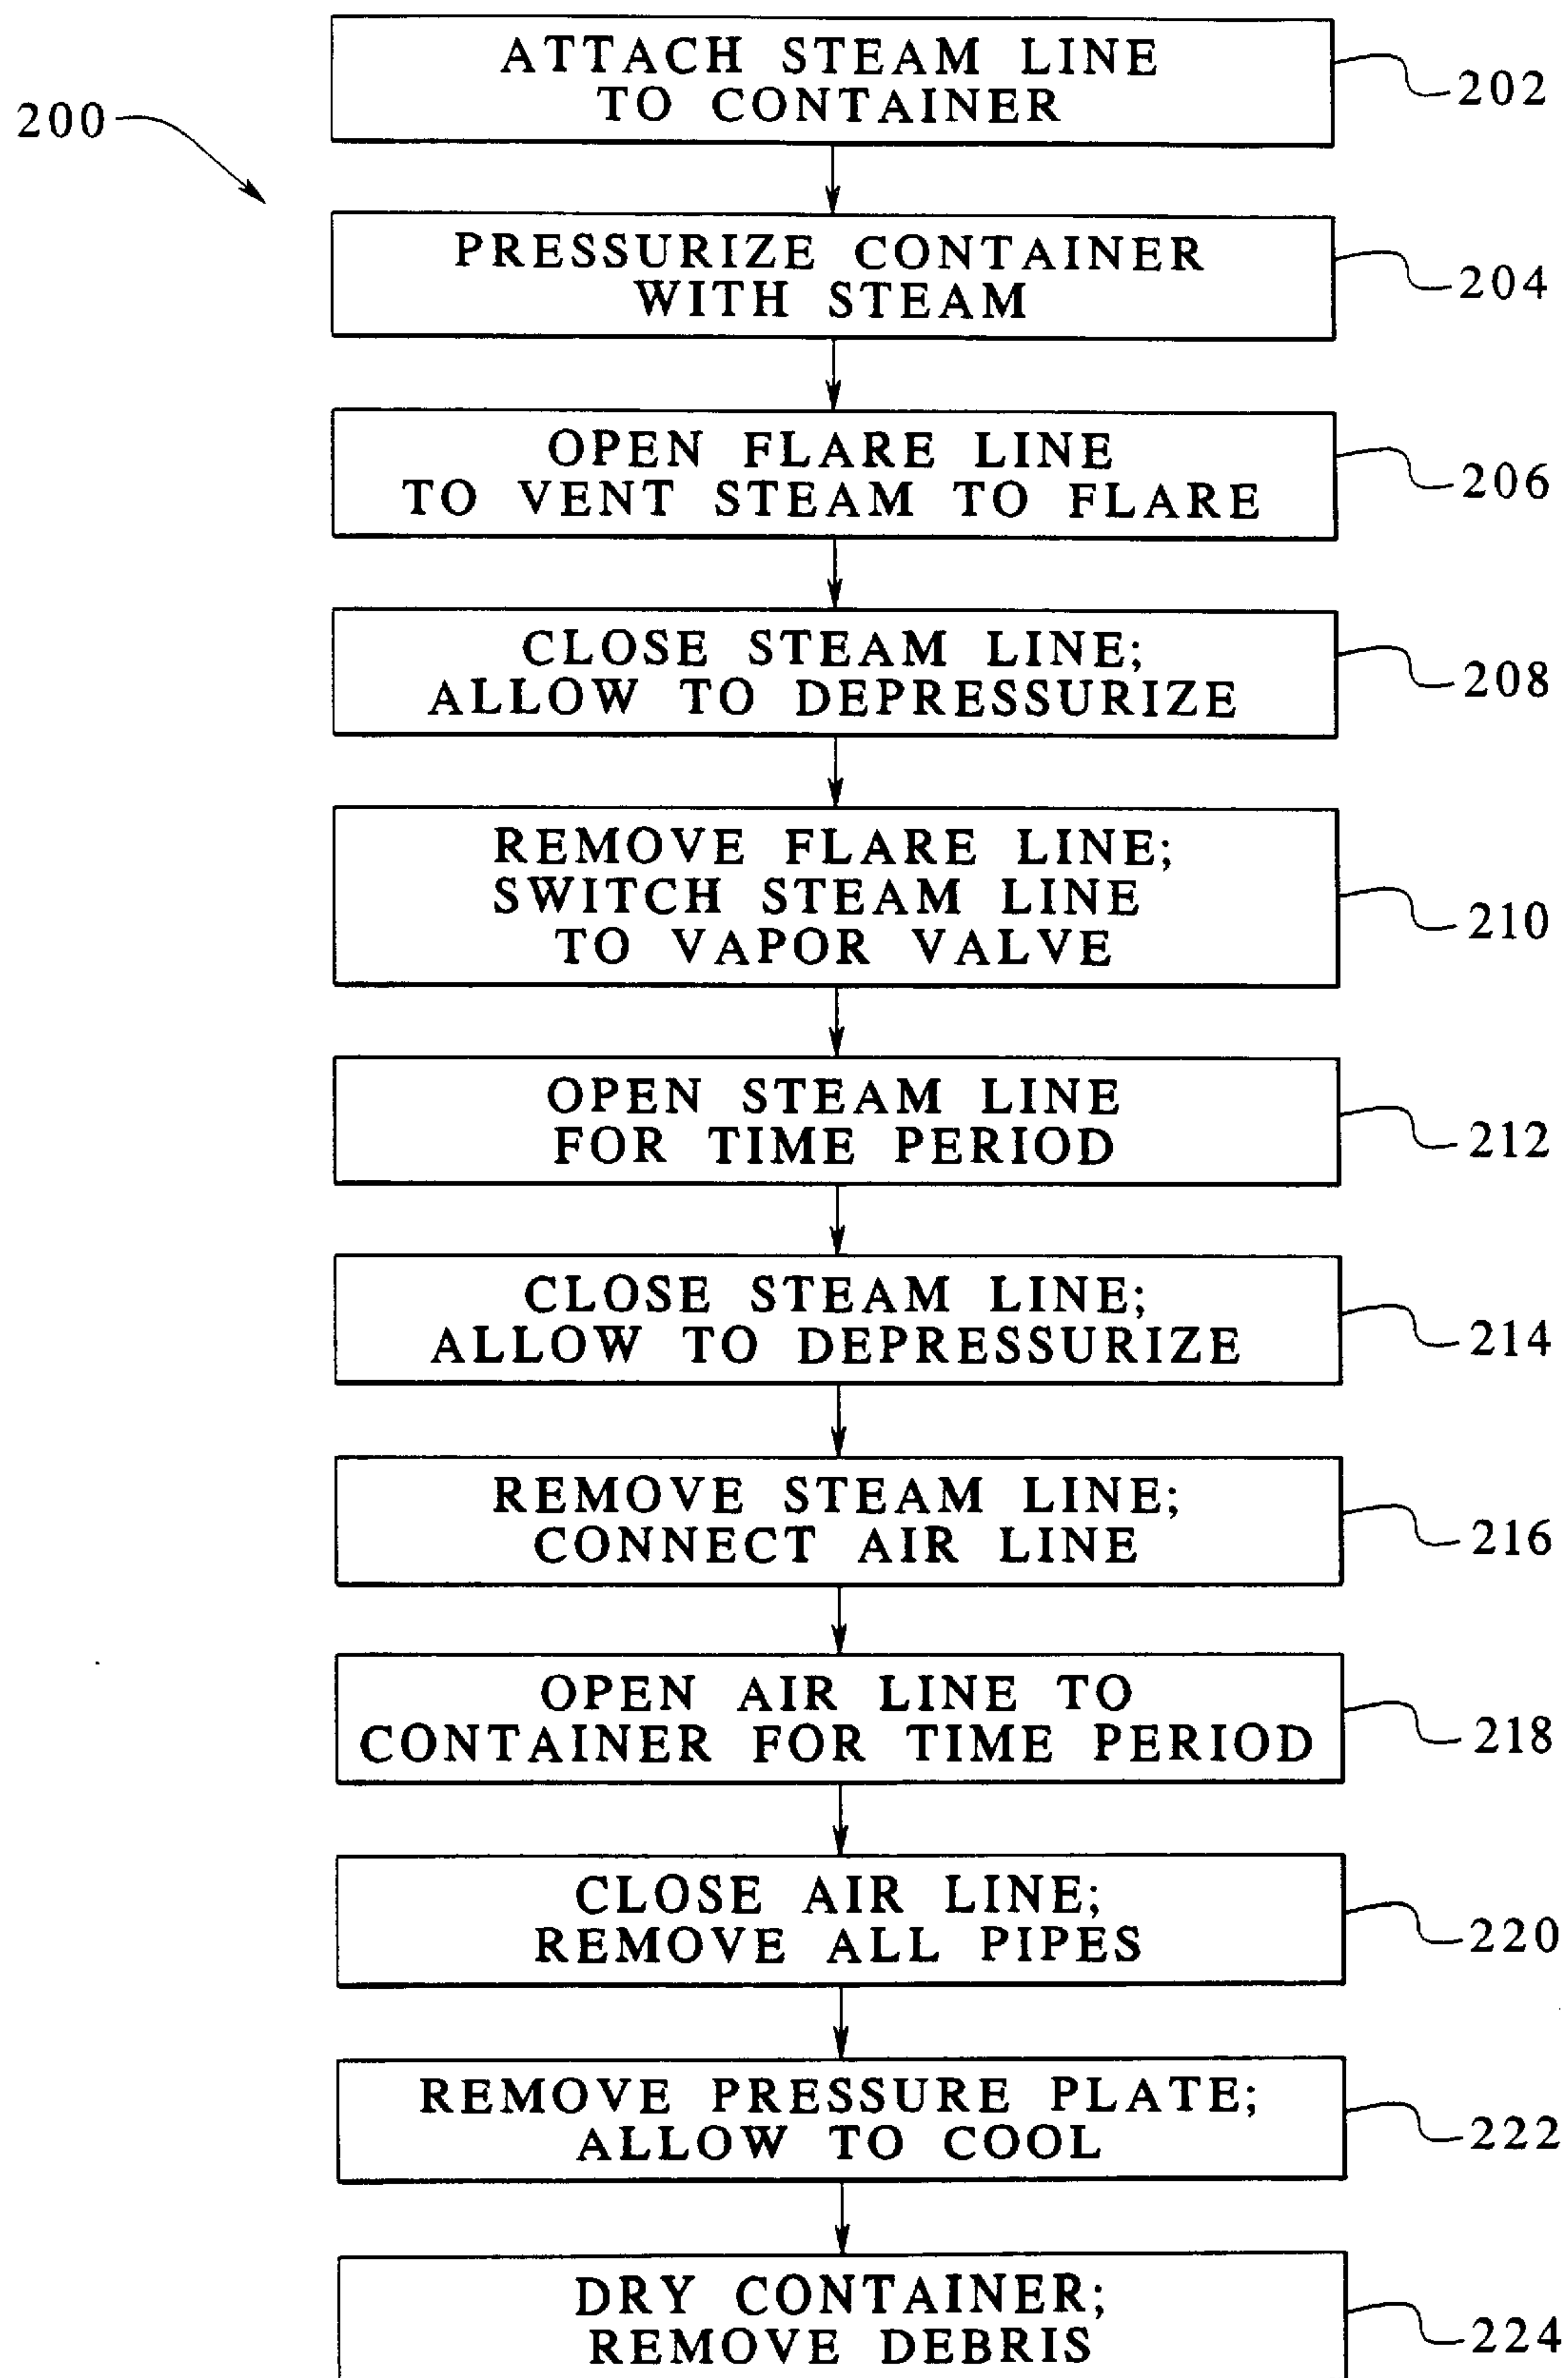 200
ATTACH STEAM LINE
TO CONTAINER
202
PRESSURIZE CONTAINER
WITH STEAM
204
OPEN FLARE LINE
TO VENT STEAM TO FLARE
206
CLOSE STEAM LINE;
ALLOW TO DEPRESSURIZE
208
REMOVE FLARE LINE;
SWITCH STEAM LINE
TO VAPOR VALVE
210
OPEN STEAM LINE
FOR TIME PERIOD
212
CLOSE STEAM LINE;
ALLOW TO DEPRESSURIZE
214
REMOVE STEAM LINE;
CONNECT AIR LINE
216
OPEN AIR LINE TO
CONTAINER FOR TIME PERIOD
218
CLOSE AIR LINE;
REMOVE ALL PIPES
220
REMOVE PRESSURE PLATE;
ALLOW TO COOL
222
DRY CONTAINER;
REMOVE DEBRIS
224